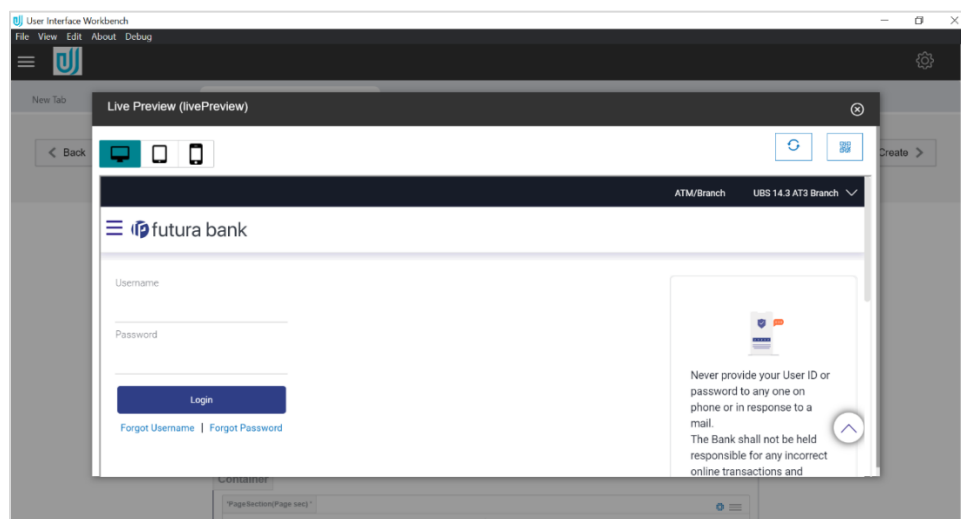 User Interface Workbench
File View Edit About Debug
New Tab
Live Preview (livePreview)
Back
Create
ATM/Branch UBS 14.3 AT3 Branch
futura bank
Username
Password
Login
Forgot Username | Forgot Password
Never provide your User ID or
password to any one on
phone or in response to a
mail.
The Bank shall not be held
responsible for any incorrect
online transactions and
Container
'PageSection(Page sec) '